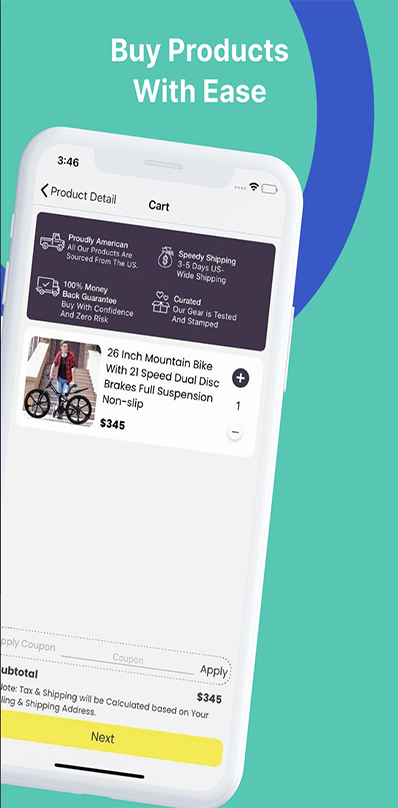 Buy Products
With Ease
3:46
Product Detail
Cart
Proudly American
All Our Products Are
Sourced From The US.
Speedy Shipping
3-5 Days US-
Wide Shipping
100% Money
Back Guarantee
Buy With Confidence
And Zero Risk
Curated
Our Gear is Tested
And Stamped
26 Inch Mountain Bike
With 21 Speed Dual Disc
Brakes Full Suspension
Non-slip
$345
1
pply Coupon
Coupon
Apply
ubtotal
$345
Note: Tax & Shipping will be Calculated based on Your
ling & Shipping Address.
Next